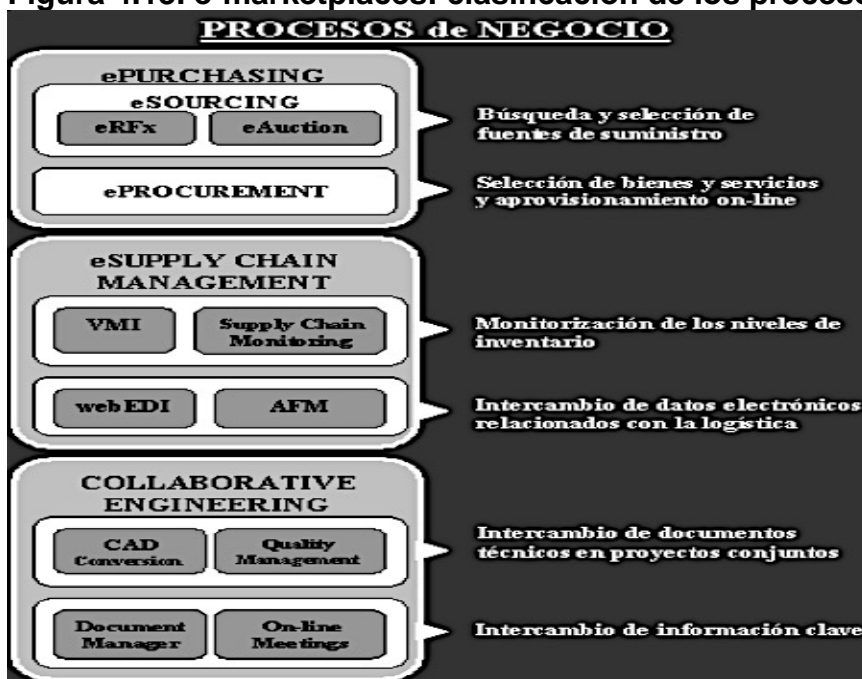 PROCESOS de NEGOCIO
ePURCHASING
eSOURCING
eRFx
eAuction
Búsqueda y selección de
fuentes de suministro
ePROCUREMENT
Selección de bienes y servicios
y aprovisionamiento on-line
eSUPPLY CHAIN
MANAGEMENT
VMI
Supply Chain
Monitoring
Monitorización de los niveles de
inventario
webEDI
AFM
Intercambio de datos electrónicos
relacionados con la logística
COLLABORATIVE
ENGINEERING
CAD
Conversion
Quality
Management
Intercambio de documentos
técnicos en proyectos conjuntos
Document
Manager
On-line
Meetings
Intercambio de información clave